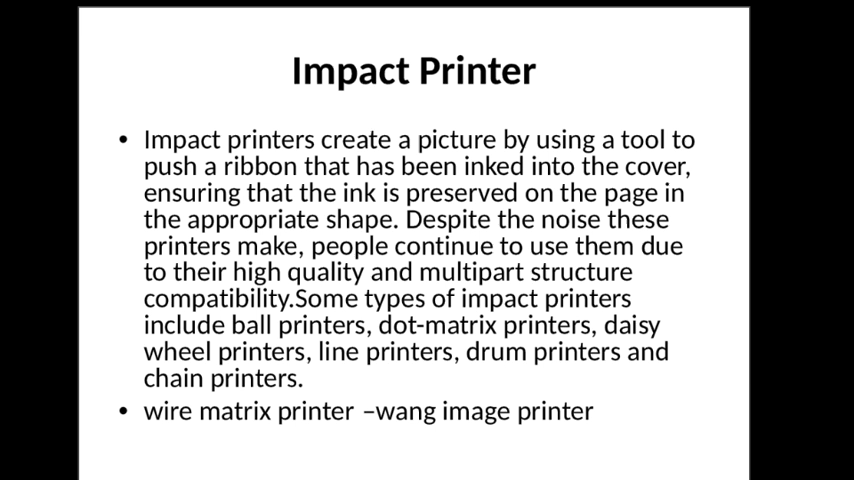 Impact Printer
• Impact printers create a picture by using a tool to
push a ribbon that has been inked into the cover,
ensuring that the ink is preserved on the page in
the appropriate shape. Despite the noise these
printers make, people continue to use them due
to their high quality and multipart structure
compatibility.Some types of impact printers
include ball printers, dot-matrix printers, daisy
wheel printers, line printers, drum printers and
chain printers.
• wire matrix printer –wang image printer